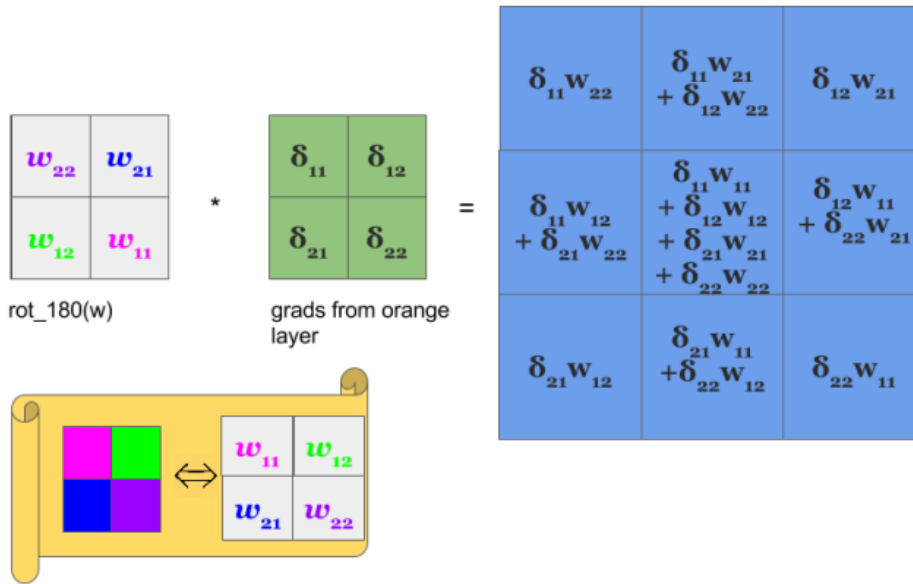 w₂₂ w₂₁
w₁₂ w₁₁
rot_180(w)
*
δ₁₁ δ₁₂
δ₂₁ δ₂₂
grads from orange
layer
=
δ₁₁w₂₂
δ₁₁w₂₁
+ δ₁₂w₂₂
δ₁₂w₂₁
δ₁₁w₁₂
+ δ₂₁w₂₂
δ₁₁w₁₁
+ δ₁₂w₁₂
+ δ₂₁w₂₁
+ δ₂₂w₂₂
δ₁₂w₁₁
+ δ₂₂w₂₁
δ₂₁w₁₂
δ₂₁w₁₁
+δ₂₂w₁₂
δ₂₂w₁₁
⇔
w₁₁ w₁₂
w₂₁ w₂₂